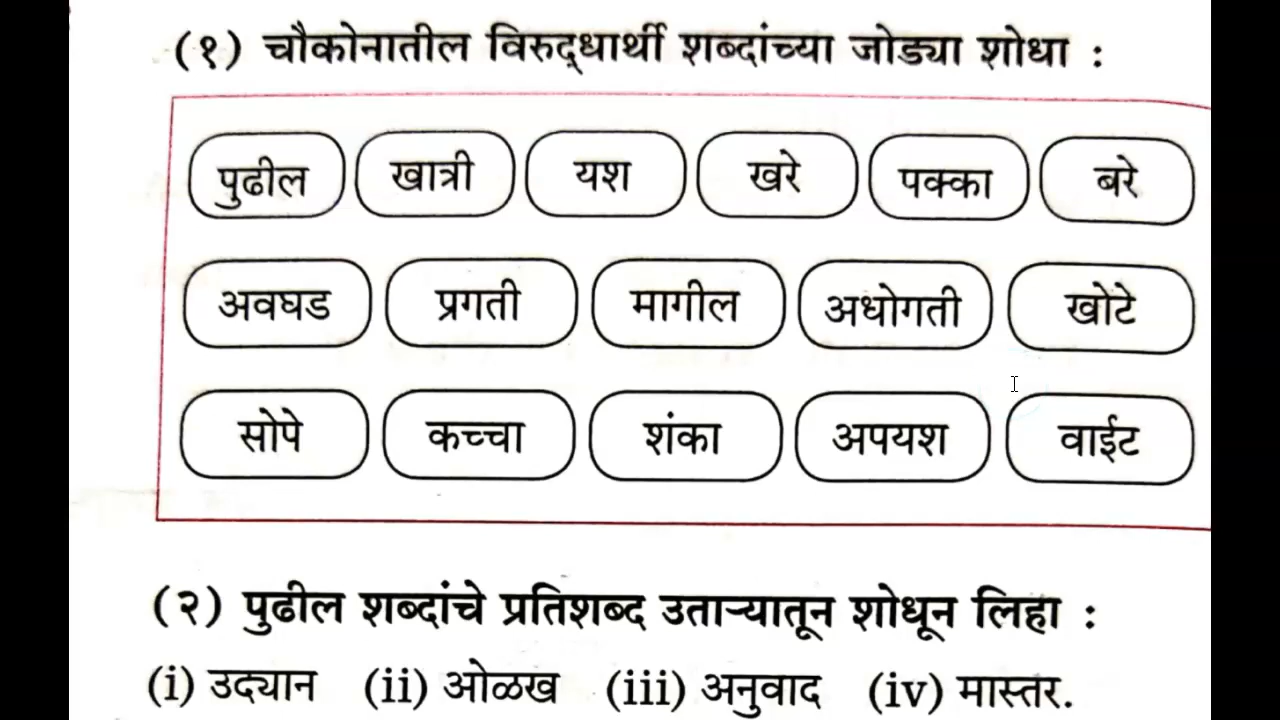 (१) चौकोनातील विरुद्धार्थी शब्दांच्या जोड्या शोधा :
पुढील खात्री यश खरे पक्का बरे
अवघड प्रगती मागील अधोगती खोटे
सोपे कच्चा शंका अपयश वाईट
(२) पुढील शब्दांचे प्रतिशब्द उताऱ्यातून शोधून लिहा :
(i) उद्यान (ii) ओळख (iii) अनुवाद (iv) मास्तर.